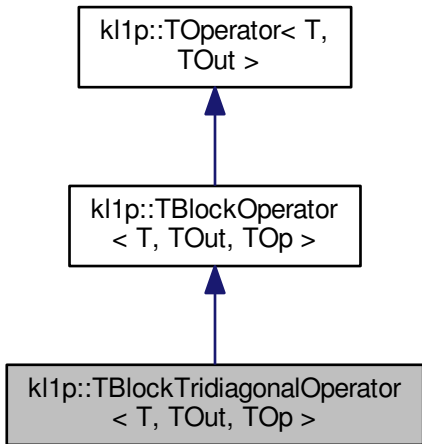 kl1p::TOperator< T,
TOut >
kl1p::TBlockOperator
< T, TOut, TOp >
kl1p::TBlockTridiagonalOperator
< T, TOut, TOp >